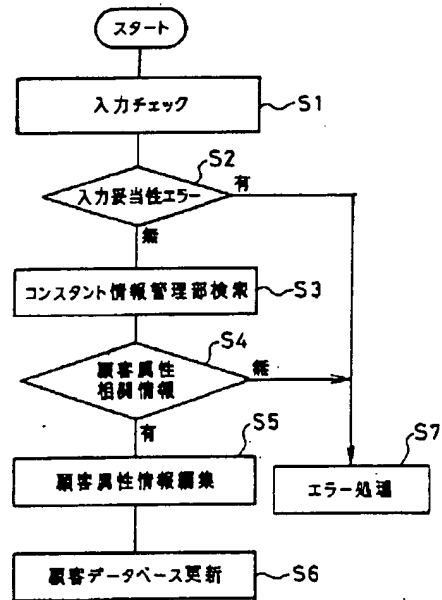 スタート
入力チェック
S1
S2
入力妥当性エラー
有
無
コンスタント情報管理部検索
S3
S4
顧客属性
相関情報
無
有
S5
S7
顧客属性情報編集
エラー処理
顧客データベース更新
S6